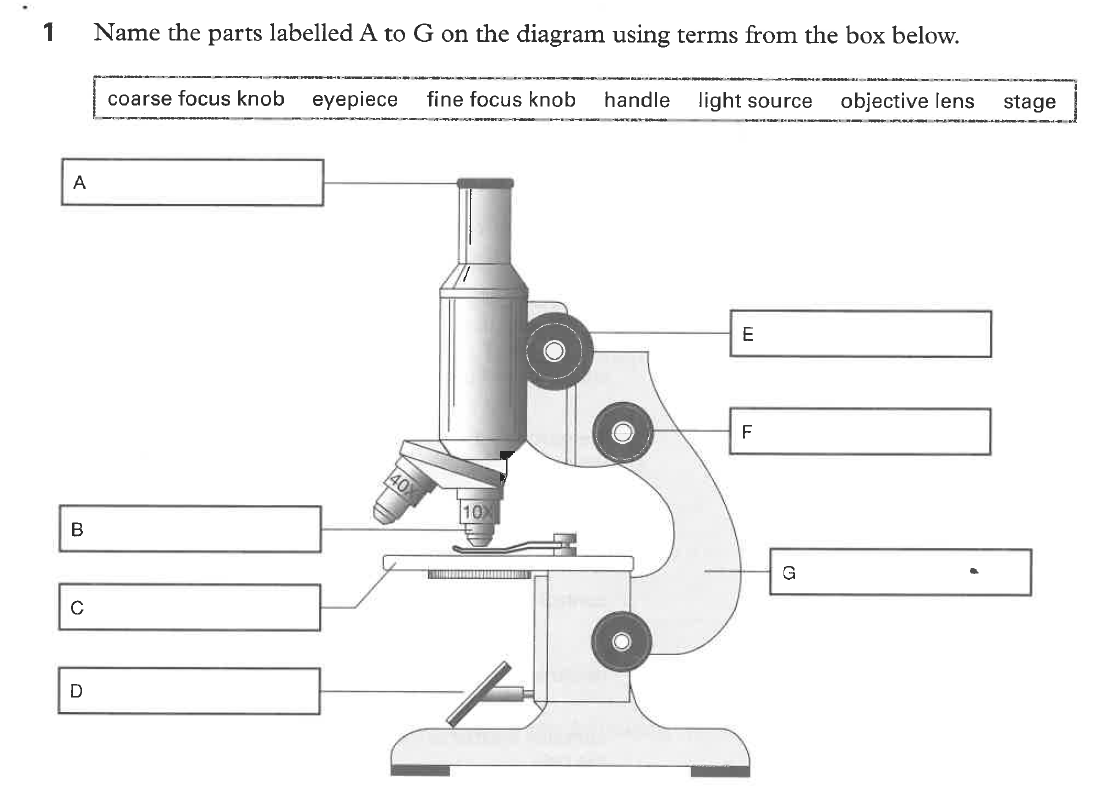 1 Name the parts labelled A to G on the diagram using terms from the box below.
coarse focus knob eyepiece fine focus knob handle light source objective lens stage
A
E
F
40X
10X
B
G
C
D